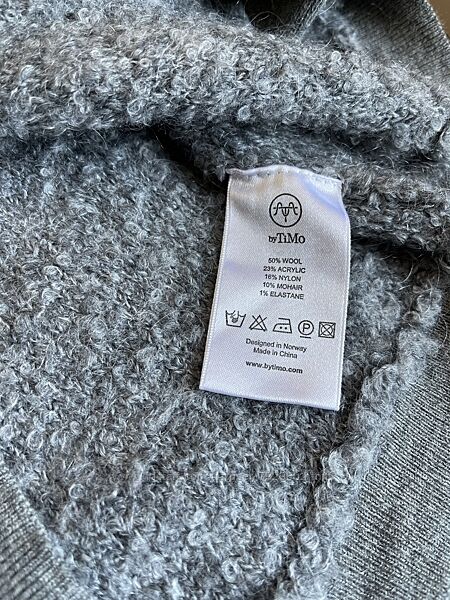 byTiMo
50% WOOL
23% ACRYLIC
16% NYLON
10% MOHAIR
1% ELASTANE
P
Designed in Norway
Made in China
www.bytimo.com